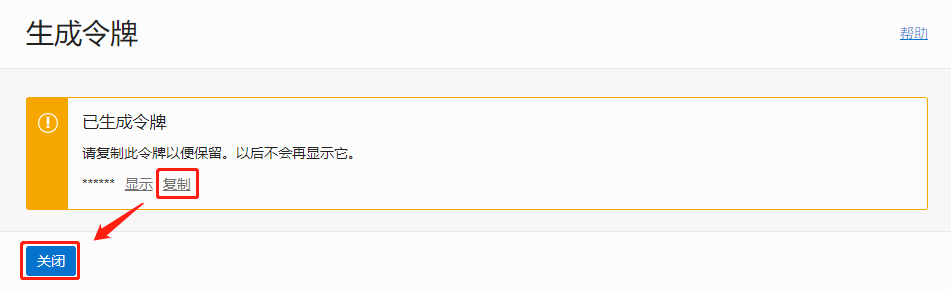 生成令牌
帮助
已生成令牌
请复制此令牌以便保留。以后不会再显示它。
****** 显示 复制
关闭